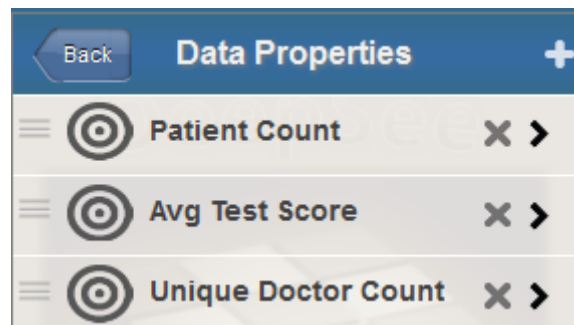 Back Data Properties
Patient Count
Avg Test Score
Unique Doctor Count